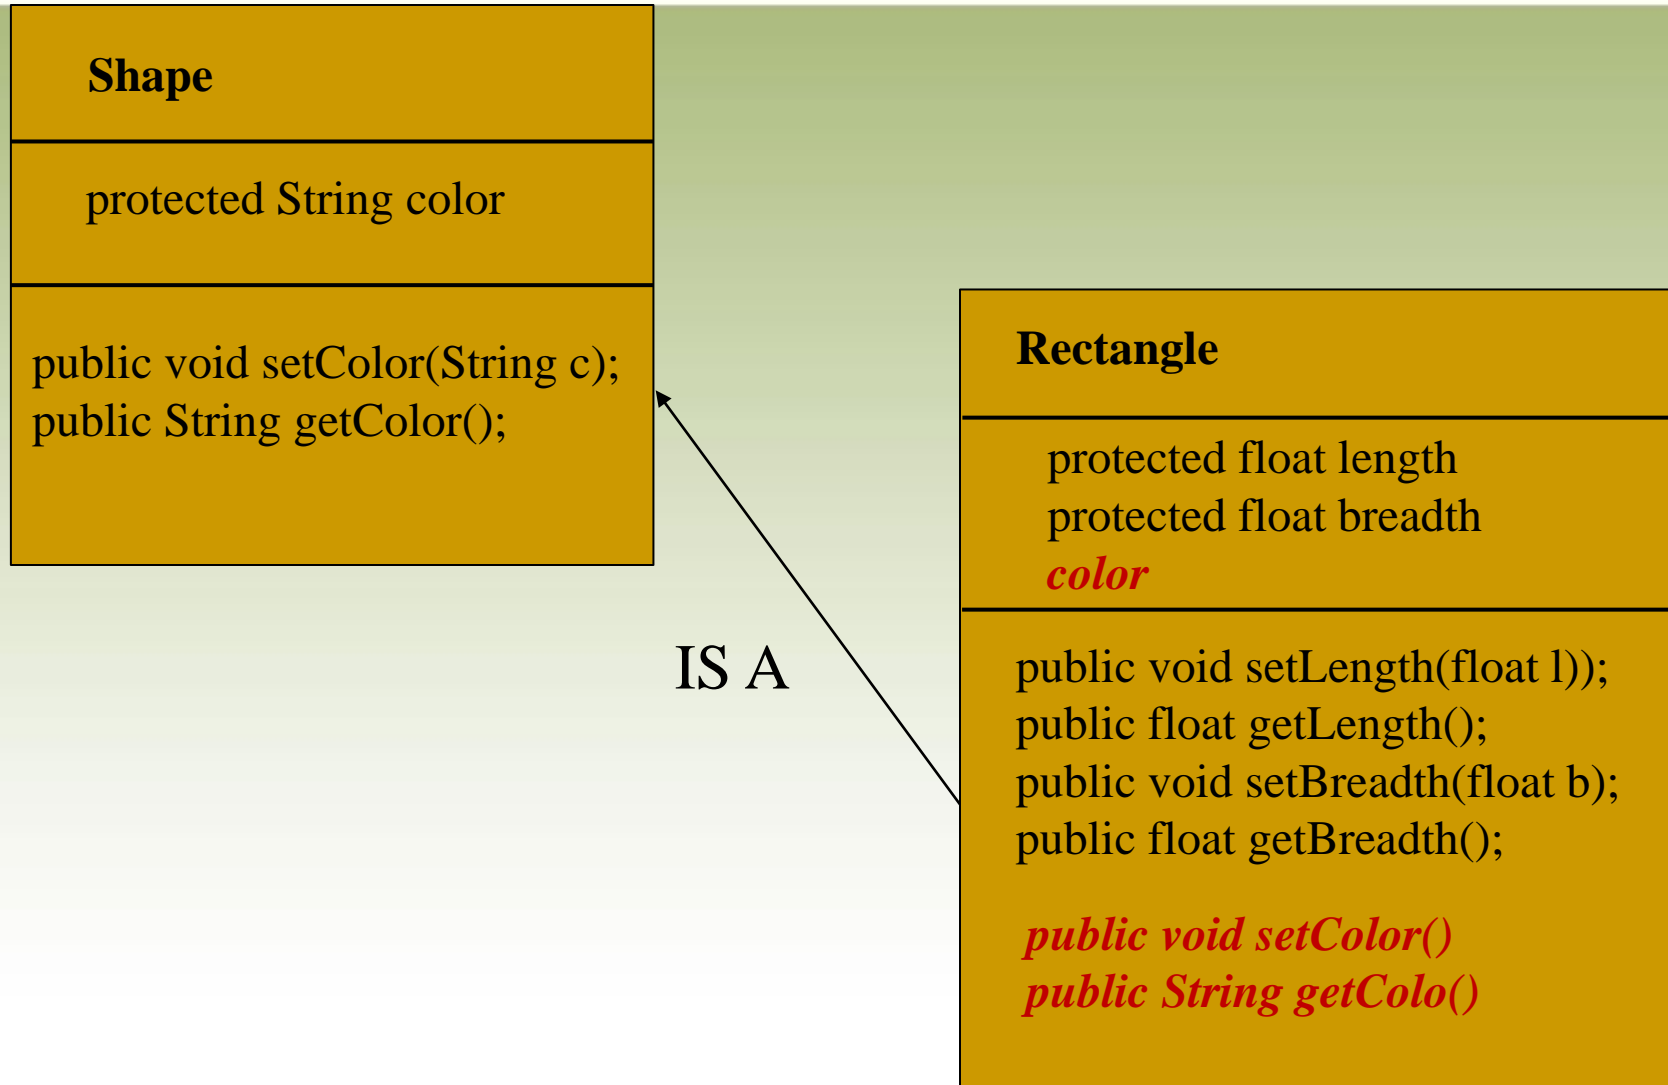 Shape
protected String color
public void setColor(String c);
public String getColor();
IS A
Rectangle
protected float length
protected float breadth
color
public void setLength(float l));
public float getLength();
public void setBreadth(float b);
public float getBreadth();
public void setColor()
public String getColo()